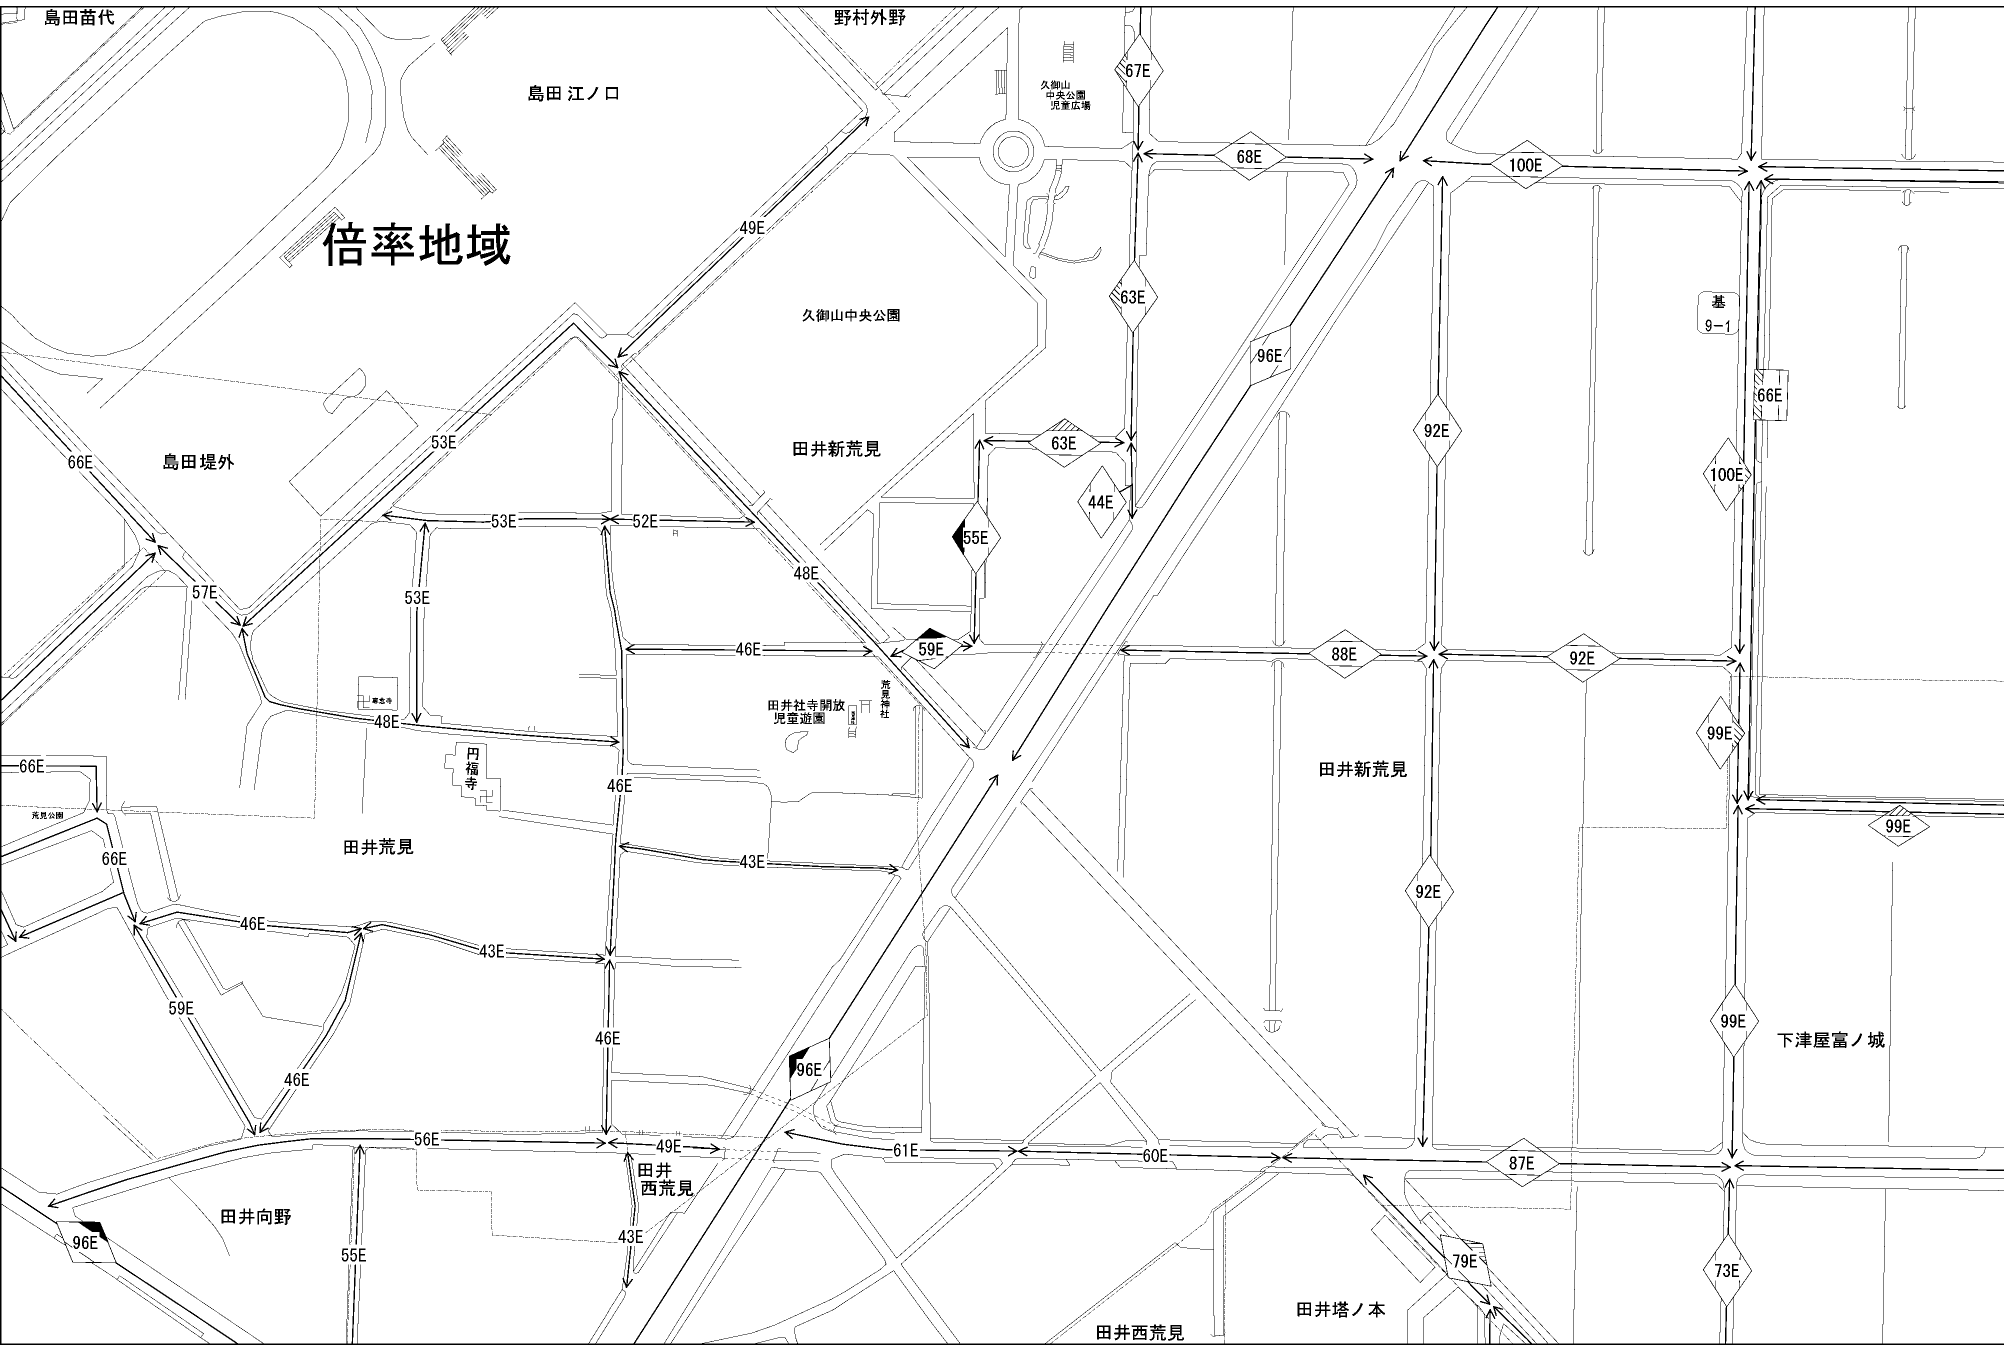 島田苗代
野村外野
67E
島田 江ノ口
久御山
中央公園
児童広場
68E
100E
49E
倍率地域
63E
基
9-1
久御山中央公園
96E
66E
53E
92E
63E
田井新荒見
66E
島田堤外
100E
44E
53E
52E
55E
48E
57E
53E
46E
59E
88E
92E
荒見神社
田井社寺開放
児童遊園
48E
99E
円福寺
66E
田井新荒見
46E
荒見公園
99E
田井荒見
66E
43E
92E
46E
43E
59E
99E
46E
下津屋富ノ城
96E
46E
56E
49E
61E
60E
87E
田井
西荒見
田井向野
43E
96E
55E
79E
73E
田井塔ノ本
田井西荒見